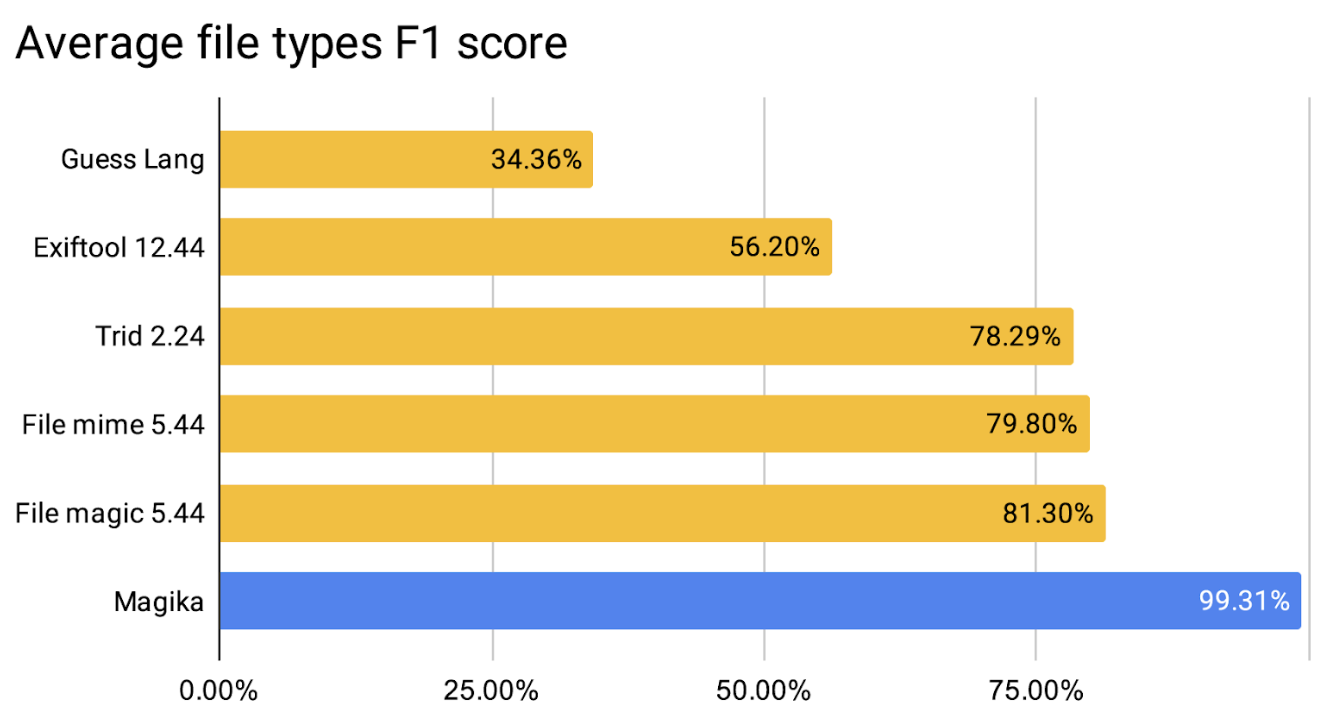 Average file types F1 score
Guess Lang 34.36%
Exiftool 12.44 56.20%
Trid 2.24 78.29%
File mime 5.44 79.80%
File magic 5.44 81.30%
Magika 99.31%
0.00% 25.00% 50.00% 75.00%